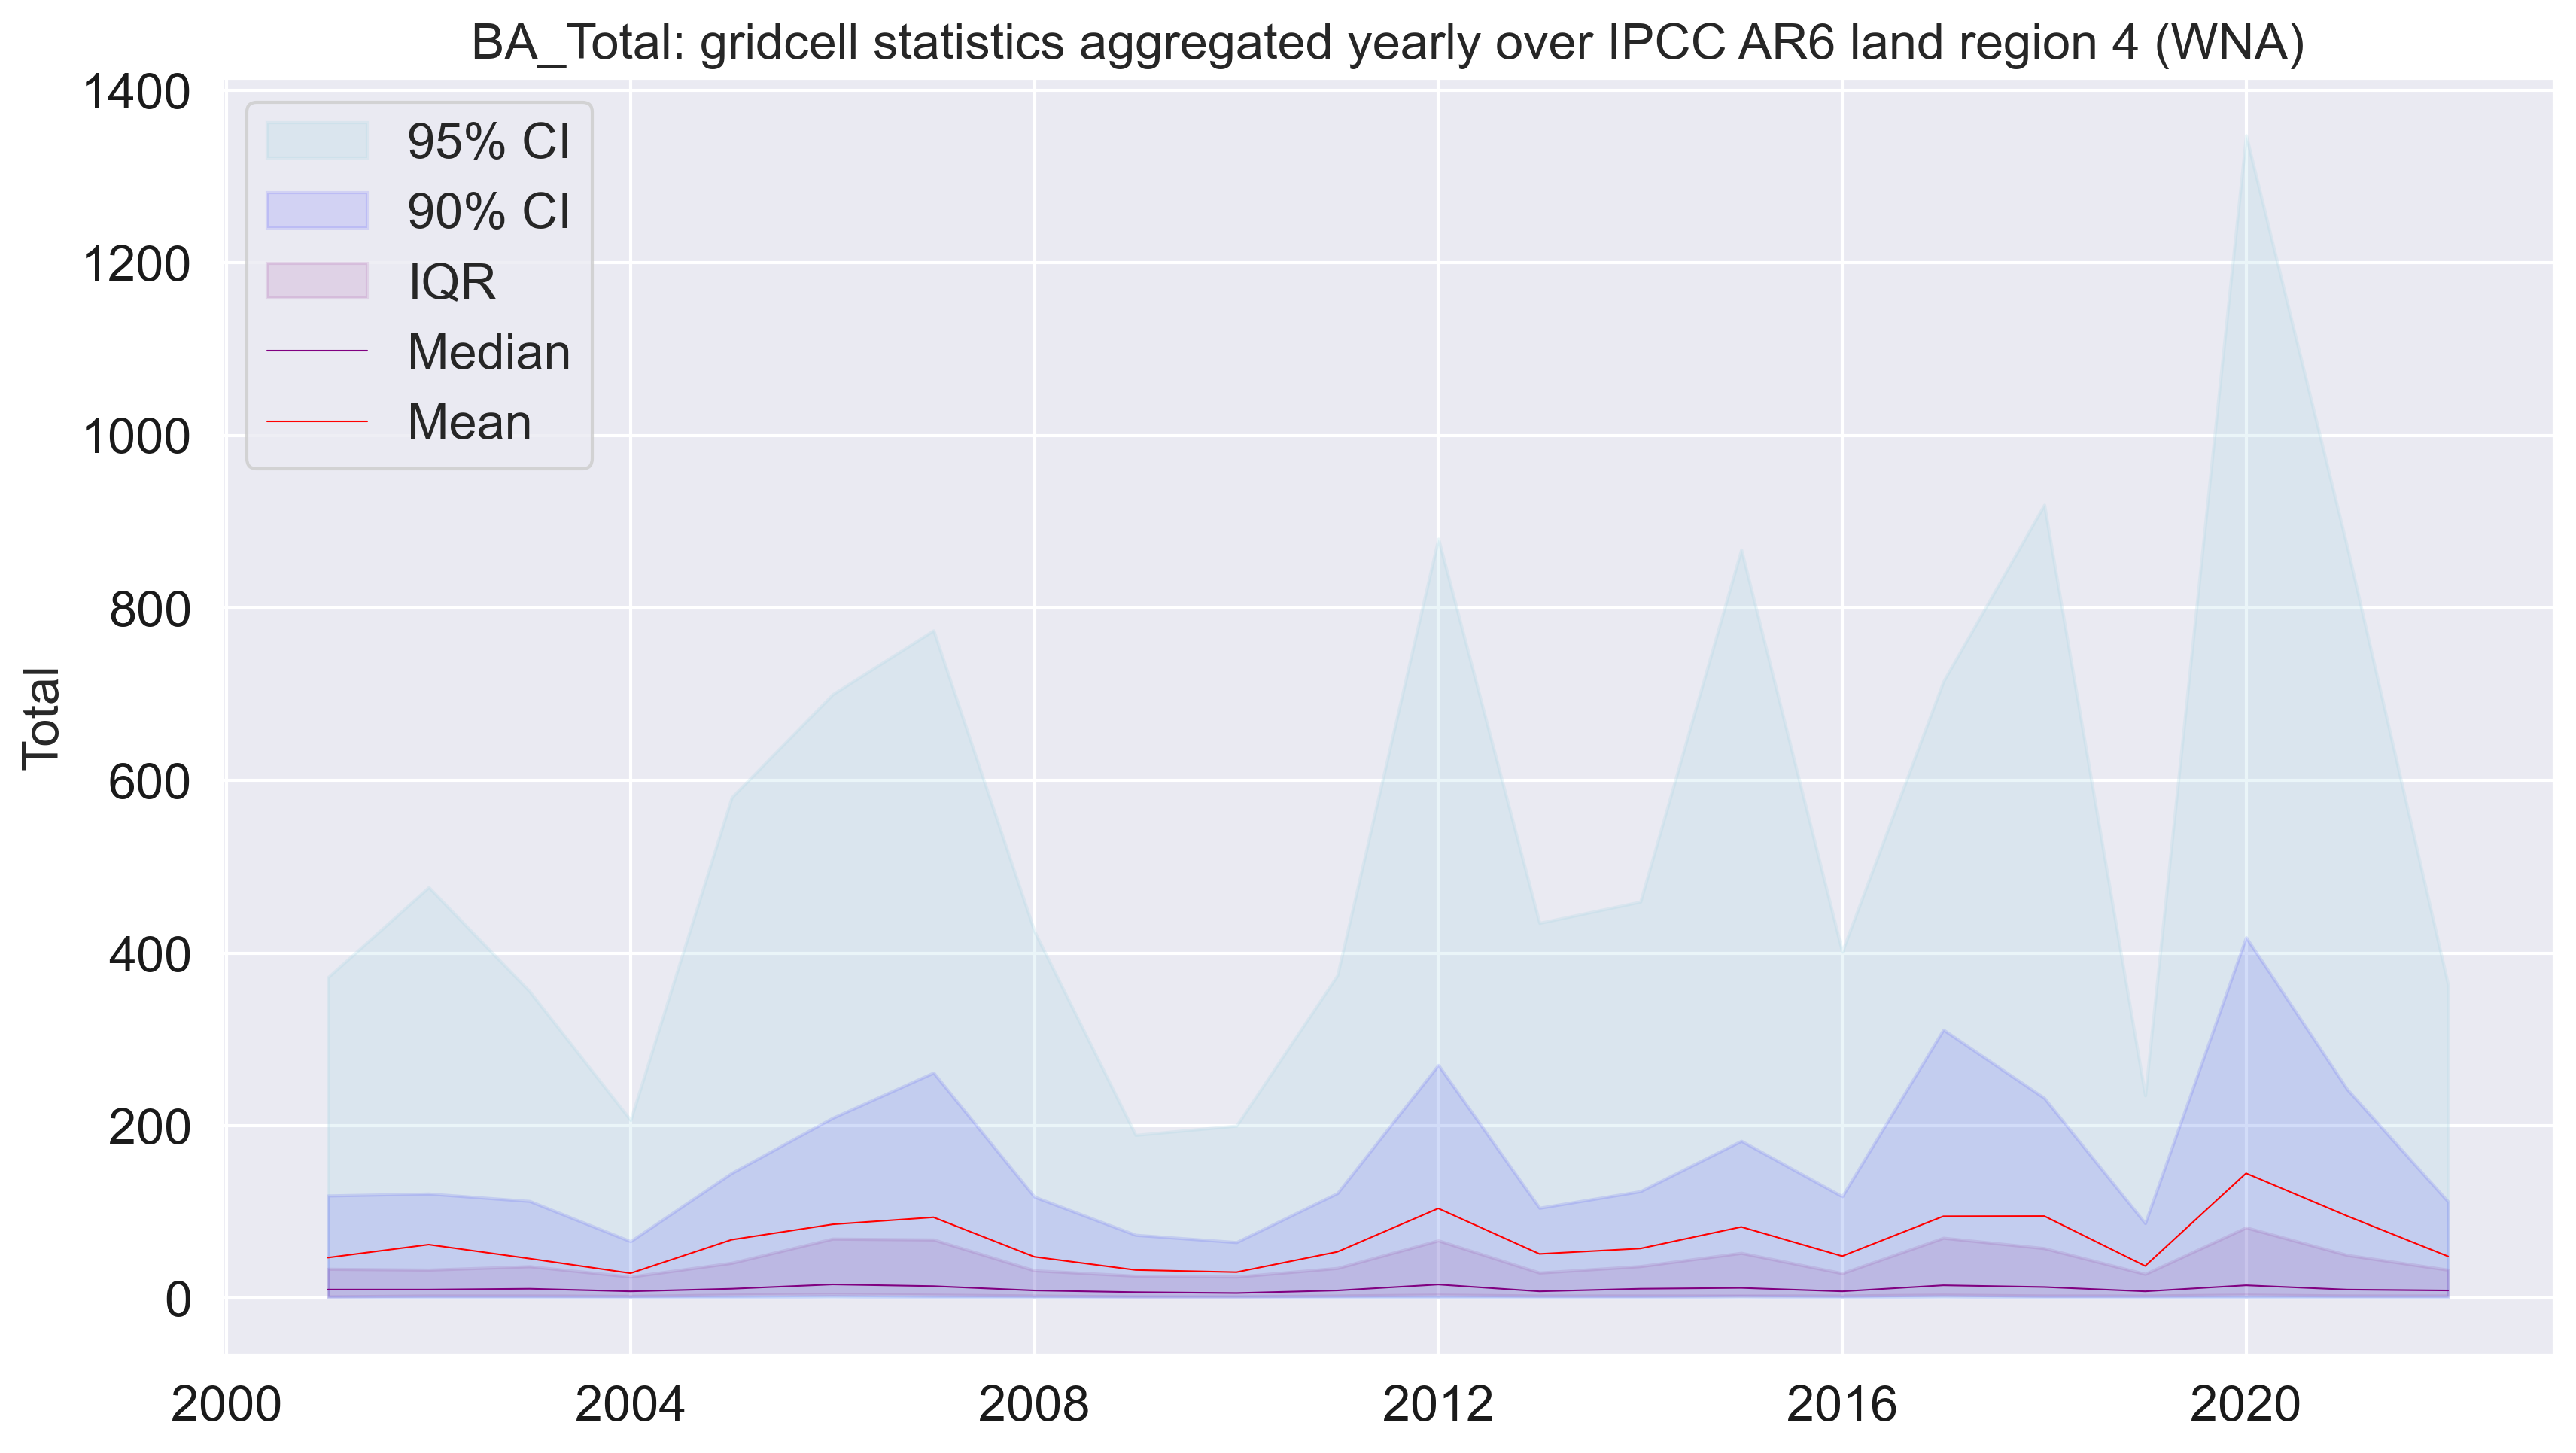 BA_Total: gridcell statistics aggregated yearly over IPCC AR6 land region 4 (WNA)
1400
1200
1000
800
600
400
200
0
Total
95% CI
90% CI
IQR
Median
Mean
2000 2004 2008 2012 2016 2020